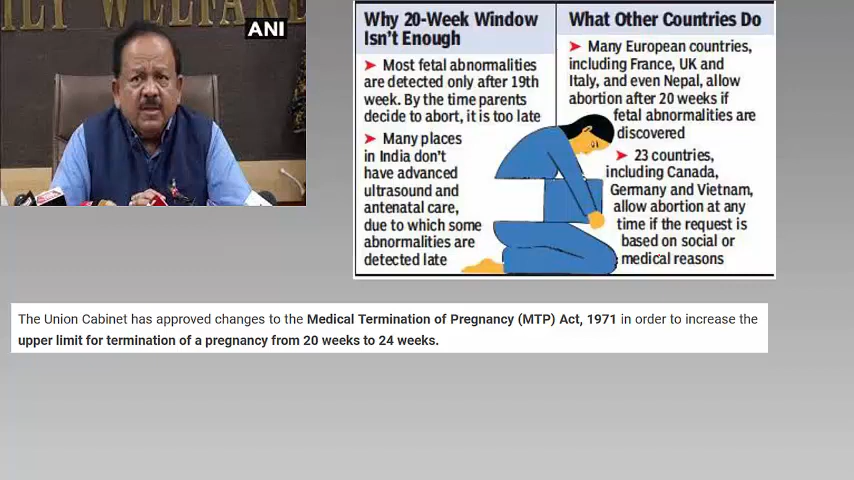 ILY WELFARE
ANI
Why 20-Week Window
Isn't Enough
➤ Most fetal abnormalities
are detected only after 19th
week. By the time parents
decide to abort, it is too late
➤ Many places
in India don't
have advanced
ultrasound and
antenatal care,
due to which some
abnormalities are
detected late
What Other Countries Do
➤ Many European countries,
including France, UK and
Italy, and even Nepal, allow
abortion after 20 weeks if
fetal abnormalities are
discovered
➤ 23 countries,
including Canada,
Germany and Vietnam,
allow abortion at any
time if the request is
based on social or
medical reasons
The Union Cabinet has approved changes to the Medical Termination of Pregnancy (MTP) Act, 1971 in order to increase the
upper limit for termination of a pregnancy from 20 weeks to 24 weeks.